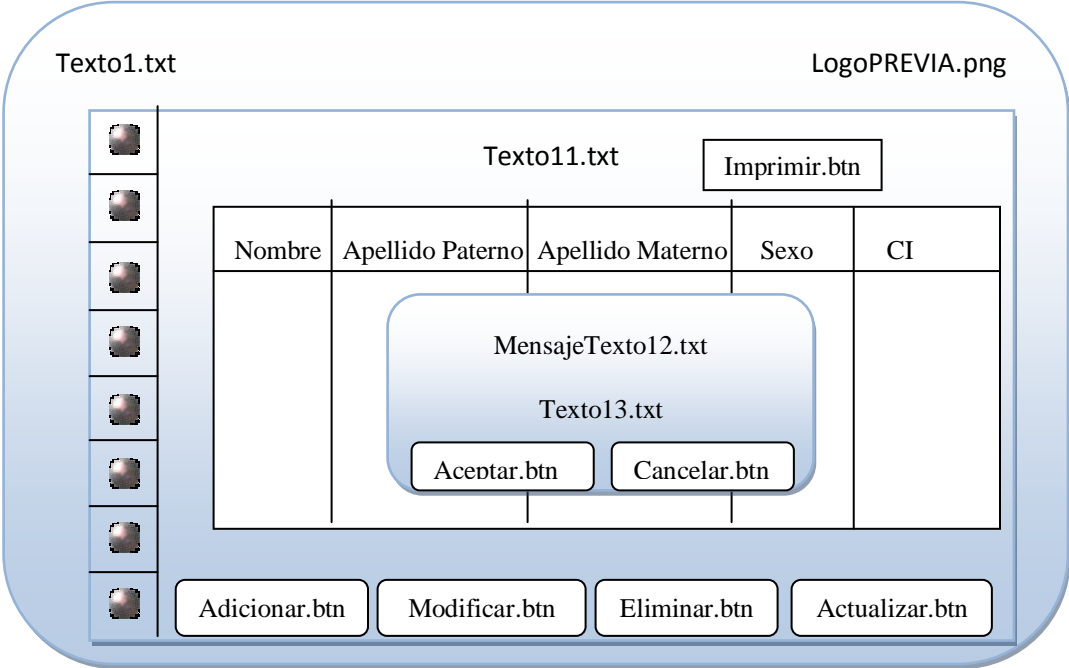 Texto1.txt
LogoPREVIA.png
Texto11.txt
Imprimir.btn
Nombre Apellido Paterno Apellido Materno Sexo CI
MensajeTexto12.txt
Texto13.txt
Aceptar.btn Cancelar.btn
Adicionar.btn Modificar.btn Eliminar.btn Actualizar.btn